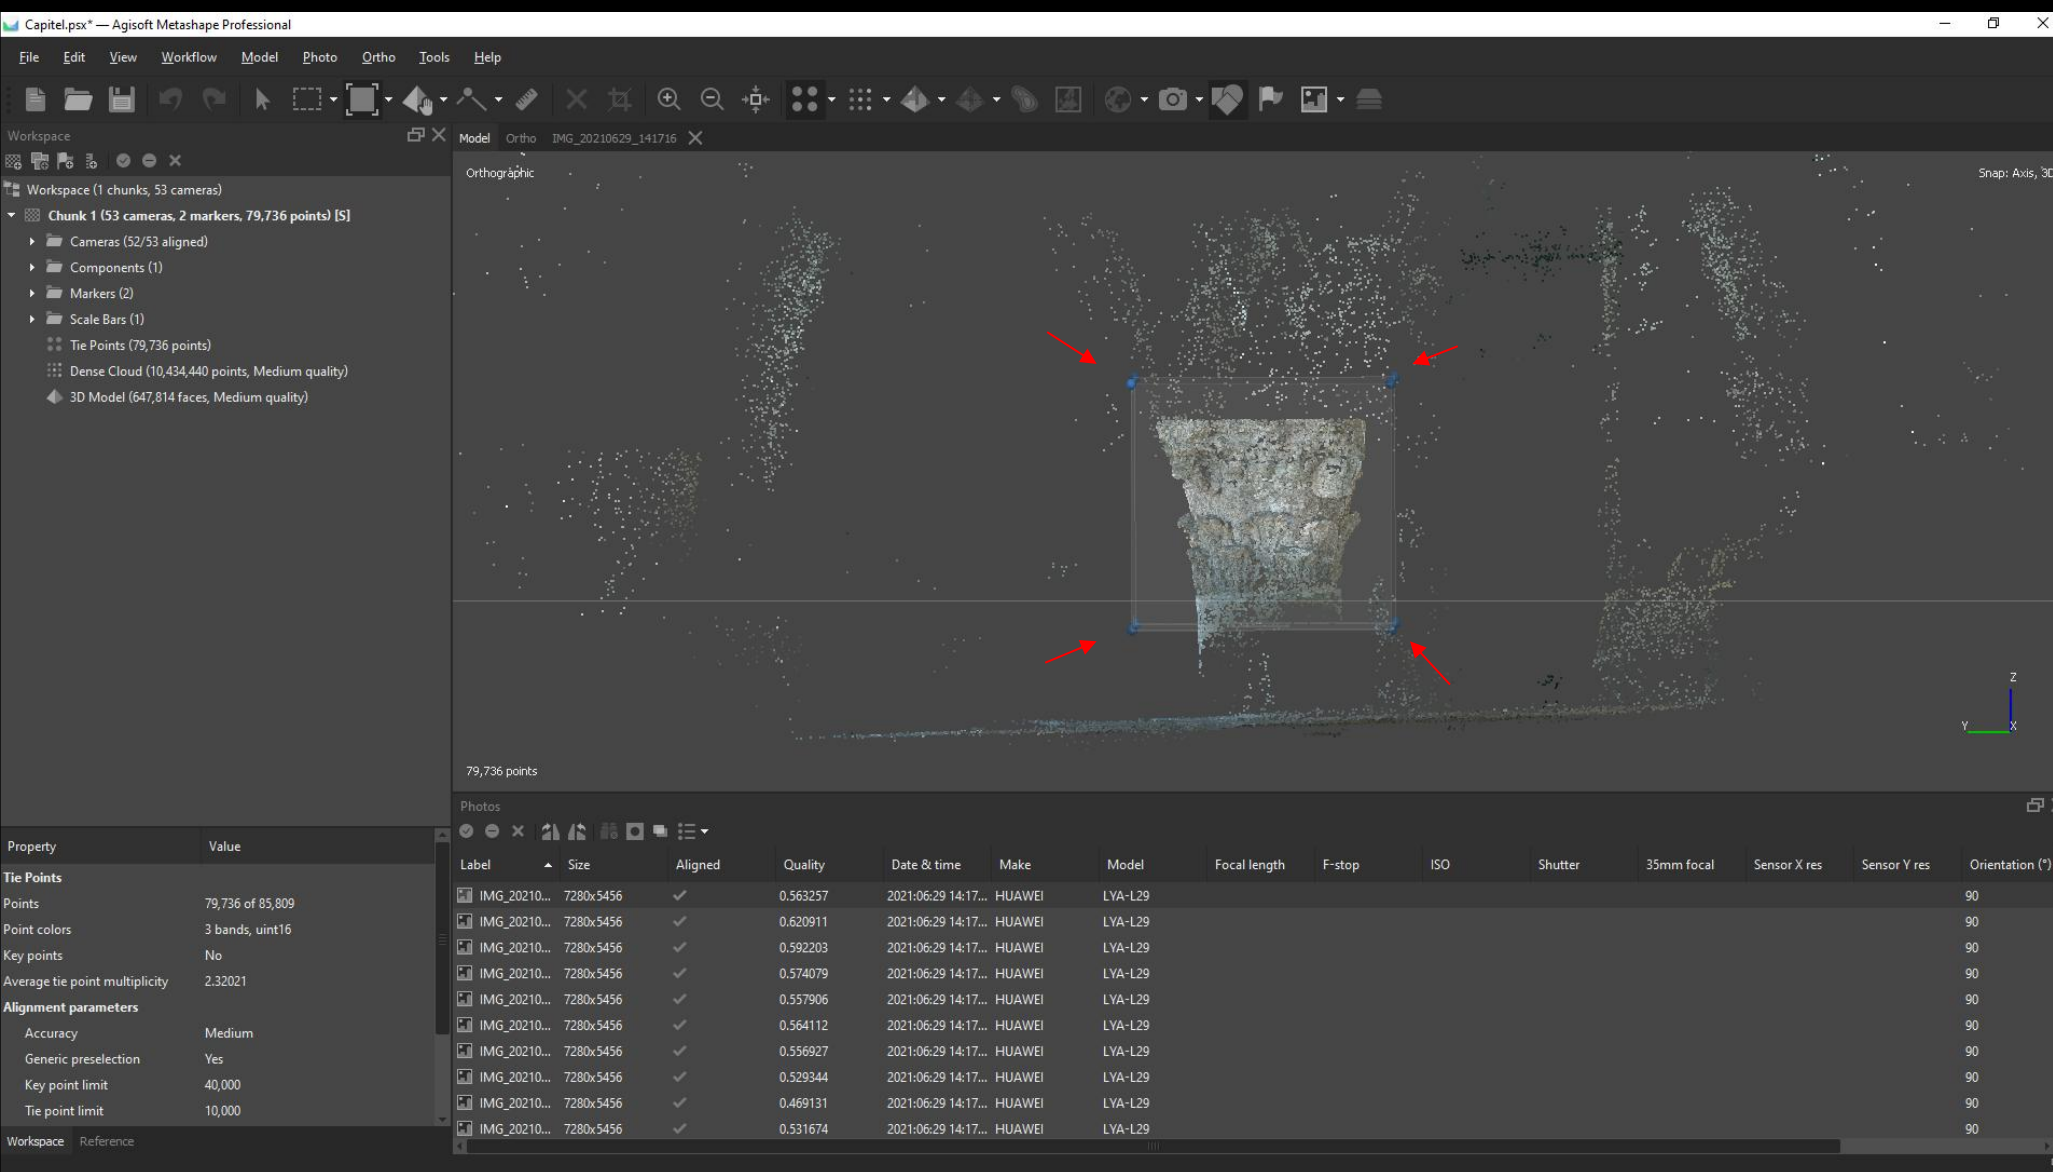 Capitel.psx* — Agisoft Metashape Professional
File Edit View Workflow Model Photo Ortho Tools Help
Workspace
Model Ortho IMG_20210629_141716
Workspace (1 chunks, 53 cameras)
Chunk 1 (53 cameras, 2 markers, 79,736 points) [S]
Cameras (52/53 aligned)
Components (1)
Markers (2)
Scale Bars (1)
Tie Points (79,736 points)
Dense Cloud (10,434,440 points, Medium quality)
3D Model (647,814 faces, Medium quality)
Orthographic
Snap: Axis, 3D
Z
Y X
79,736 points
Property Value
Tie Points
Points 79,736 of 85,809
Point colors 3 bands, uint16
Key points No
Average tie point multiplicity 2.32021
Alignment parameters
Accuracy Medium
Generic preselection Yes
Key point limit 40,000
Tie point limit 10,000
Workspace Reference
Photos
Label Size Aligned Quality Date & time Make Model Focal length F-stop ISO Shutter 35mm focal Sensor X res Sensor Y res Orientation (°)
IMG_20210... 7280x5456 0.563257 2021:06:29 14:17... HUAWEI LYA-L29 90
IMG_20210... 7280x5456 0.620911 2021:06:29 14:17... HUAWEI LYA-L29 90
IMG_20210... 7280x5456 0.592203 2021:06:29 14:17... HUAWEI LYA-L29 90
IMG_20210... 7280x5456 0.574079 2021:06:29 14:17... HUAWEI LYA-L29 90
IMG_20210... 7280x5456 0.557906 2021:06:29 14:17... HUAWEI LYA-L29 90
IMG_20210... 7280x5456 0.564112 2021:06:29 14:17... HUAWEI LYA-L29 90
IMG_20210... 7280x5456 0.556927 2021:06:29 14:17... HUAWEI LYA-L29 90
IMG_20210... 7280x5456 0.529344 2021:06:29 14:17... HUAWEI LYA-L29 90
IMG_20210... 7280x5456 0.469131 2021:06:29 14:17... HUAWEI LYA-L29 90
IMG_20210... 7280x5456 0.531674 2021:06:29 14:17... HUAWEI LYA-L29 90